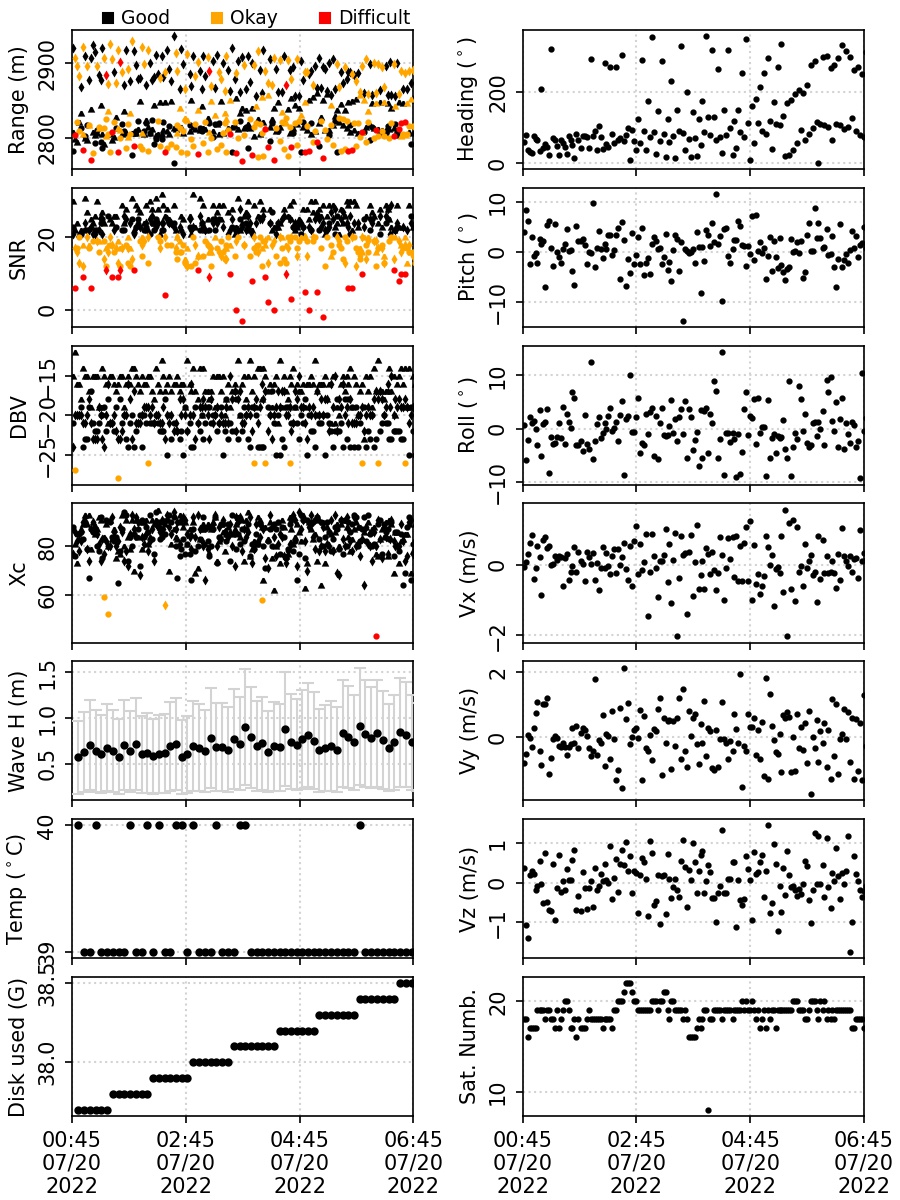 Good Okay Difficult
Range (m)
2900
2800
Heading (°)
200
0
SNR
20
0
Pitch (°)
10
0
−10
DBV
−15
−20
−25
Roll (°)
10
0
−10
Xc
80
60
Vx (m/s)
0
−2
Wave H (m)
1.5
1.0
0.5
Vy (m/s)
2
0
Temp (°C)
40
39
Vz (m/s)
1
0
−1
Disk used (G)
38.5
38.0
Sat. Numb.
20
10
00:45 02:45 04:45 06:45
07/20 07/20 07/20 07/20
2022 2022 2022 2022
00:45 02:45 04:45 06:45
07/20 07/20 07/20 07/20
2022 2022 2022 2022